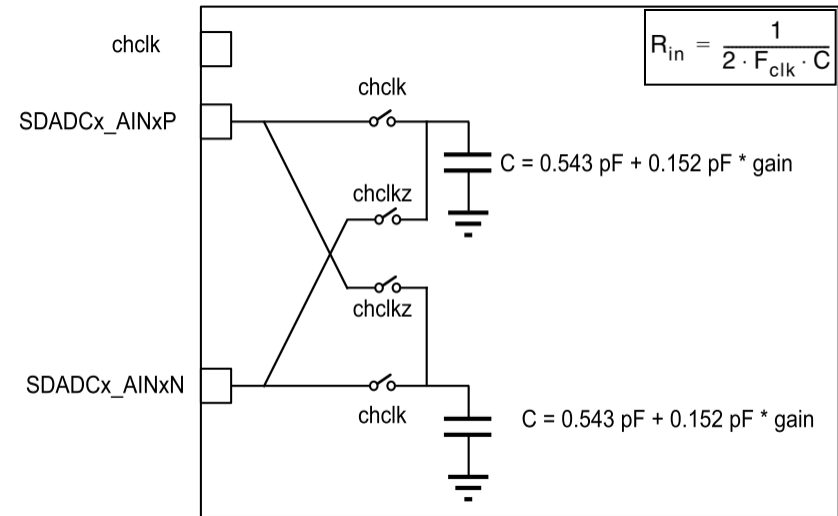 chclk
R_in = 1 / (2 · F_clk · C)
SDADCx_AINxP
chclk
C = 0.543 pF + 0.152 pF * gain
chclkz
chclkz
SDADCx_AINxN
chclk
C = 0.543 pF + 0.152 pF * gain